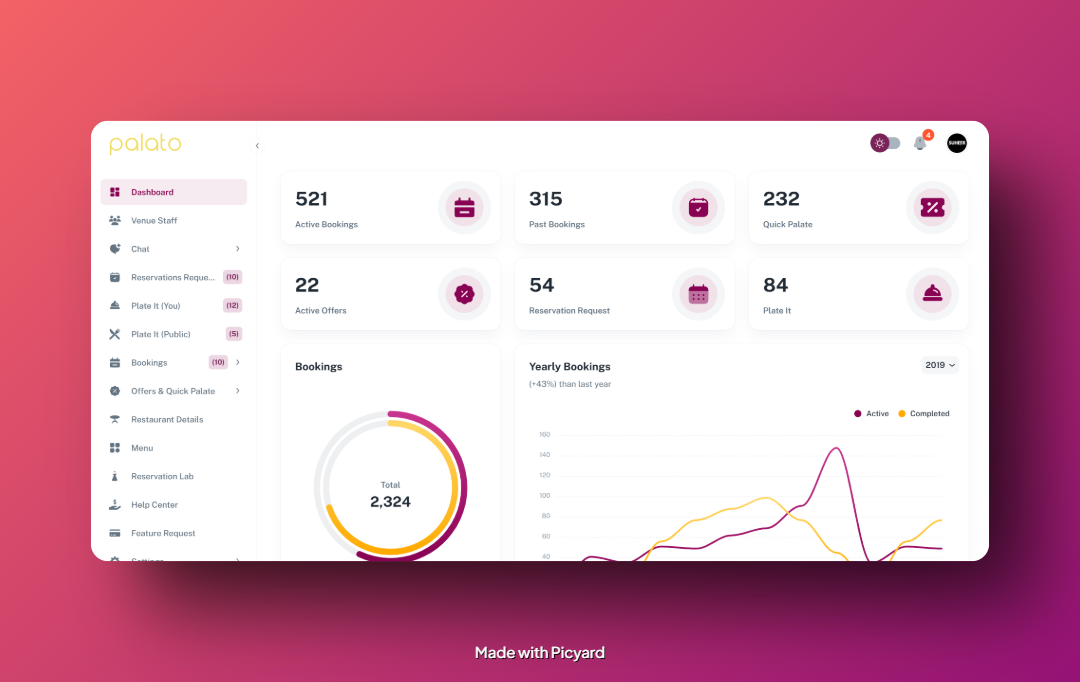 palato
4
SUHEER
Dashboard
Venue Staff
Chat
Reservations Reque... (10)
Plate It (You) (12)
Plate It (Public) (5)
Bookings (10)
Offers & Quick Palate
Restaurant Details
Menu
Reservation Lab
Help Center
Feature Request
Settings
521
Active Bookings
315
Past Bookings
232
Quick Palate
22
Active Offers
54
Reservation Request
84
Plate It
Bookings
Total
2,324
Yearly Bookings
(+43%) than last year
2019
Active Completed
160
140
120
100
80
60
40
Made with Picyard